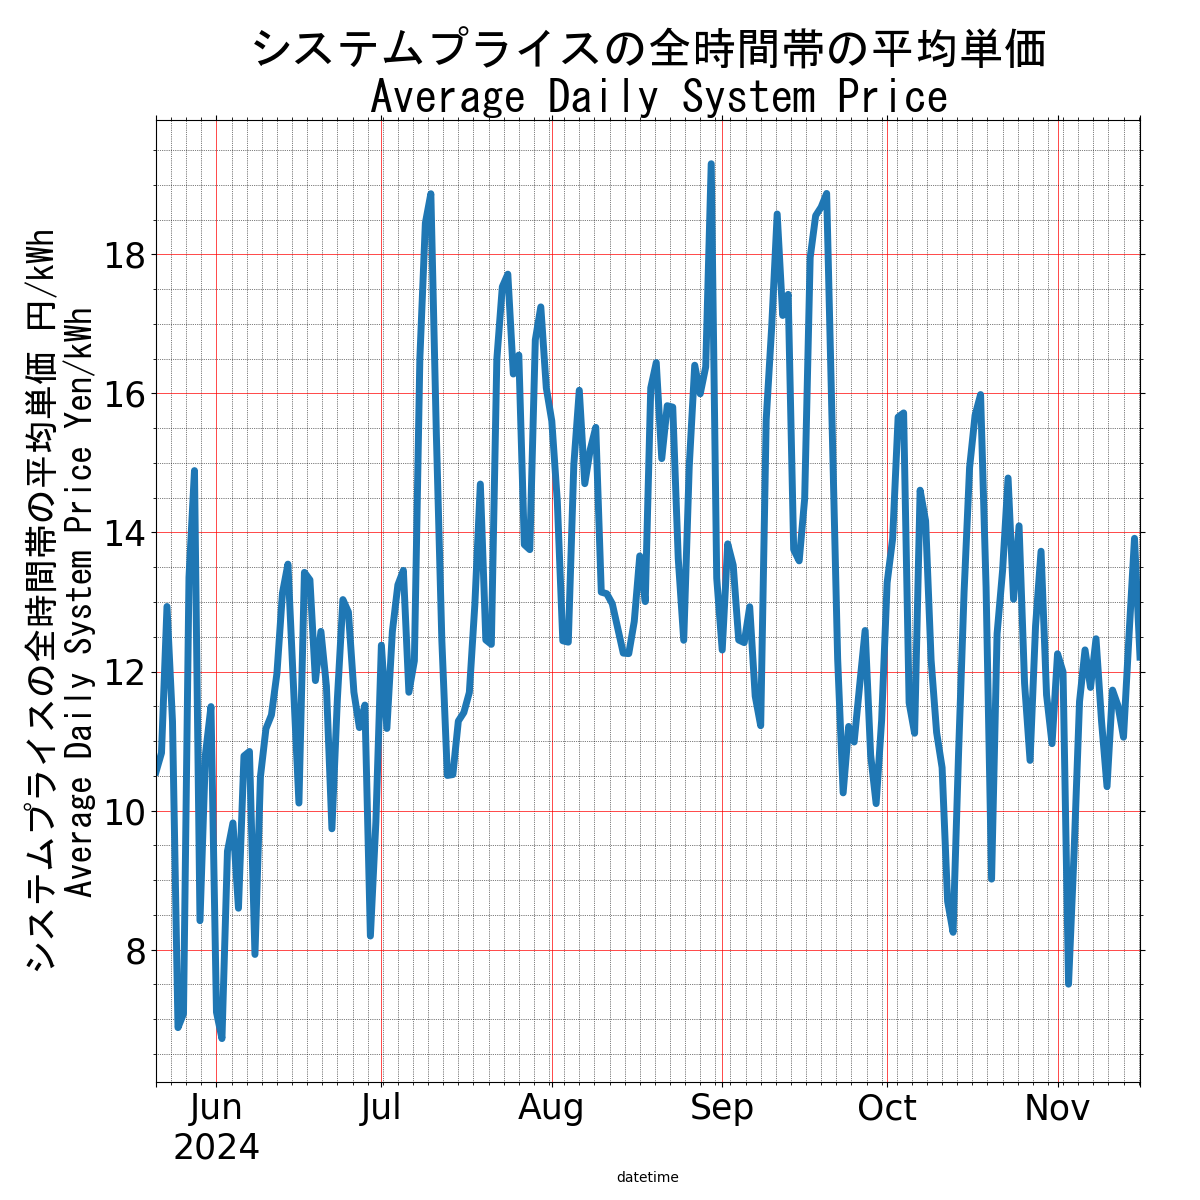 システムプライスの全時間帯の平均単価
Average Daily System Price
システムプライスの全時間帯の平均単価 円/kWh
Average Daily System Price Yen/kWh
18
16
14
12
10
8
Jun
2024
Jul
Aug
Sep
Oct
Nov
datetime